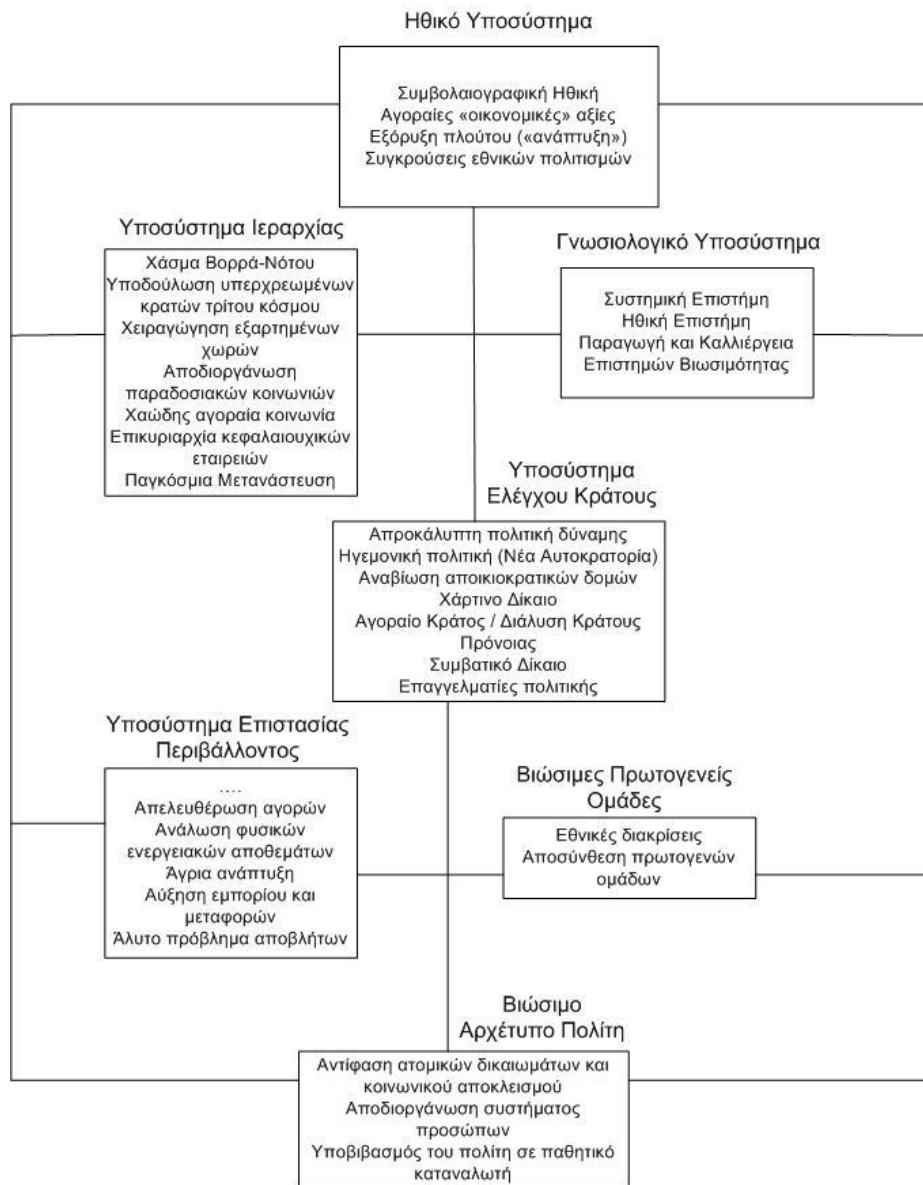 Ηθικό Υποσύστημα
Συμβολαιογραφική Ηθική
Αγοραίες «οικονομικές» αξίες
Εξόρυξη πλούτου («ανάπτυξη»)
Συγκρούσεις εθνικών πολιτισμών
Υποσύστημα Ιεραρχίας
Χάσμα Βορρά-Νότου
Υποδούλωση υπερχρεωμένων
κρατών τρίτου κόσμου
Χειραγώγηση εξαρτημένων
χωρών
Αποδιοργάνωση
παραδοσιακών κοινωνιών
Χαώδης αγοραία κοινωνία
Επικυριαρχία κεφαλαιουχικών
εταιρειών
Παγκόσμια Μετανάστευση
Γνωσιολογικό Υποσύστημα
Συστημική Επιστήμη
Ηθική Επιστήμη
Παραγωγή και Καλλιέργεια
Επιστημών Βιωσιμότητας
Υποσύστημα
Ελέγχου Κράτους
Απροκάλυπτη πολιτική δύναμης
Ηγεμονική πολιτική (Νέα Αυτοκρατορία)
Αναβίωση αποικιοκρατικών δομών
Χάρτινο Δίκαιο
Αγοραίο Κράτος / Διάλυση Κράτους
Πρόνοιας
Συμβατικό Δίκαιο
Επαγγελματίες πολιτικής
Υποσύστημα Επιστασίας
Περιβάλλοντος
....
Απελευθέρωση αγορών
Ανάλωση φυσικών
ενεργειακών αποθεμάτων
Άγρια ανάπτυξη
Αύξηση εμπορίου και
μεταφορών
Άλυτο πρόβλημα αποβλήτων
Βιώσιμες Πρωτογενείς
Ομάδες
Εθνικές διακρίσεις
Αποσύνθεση πρωτογενών
ομάδων
Βιώσιμο
Αρχέτυπο Πολίτη
Αντίφαση ατομικών δικαιωμάτων και
κοινωνικού αποκλεισμού
Αποδιοργάνωση συστήματος
προσώπων
Υποβιβασμός του πολίτη σε παθητικό
καταναλωτή